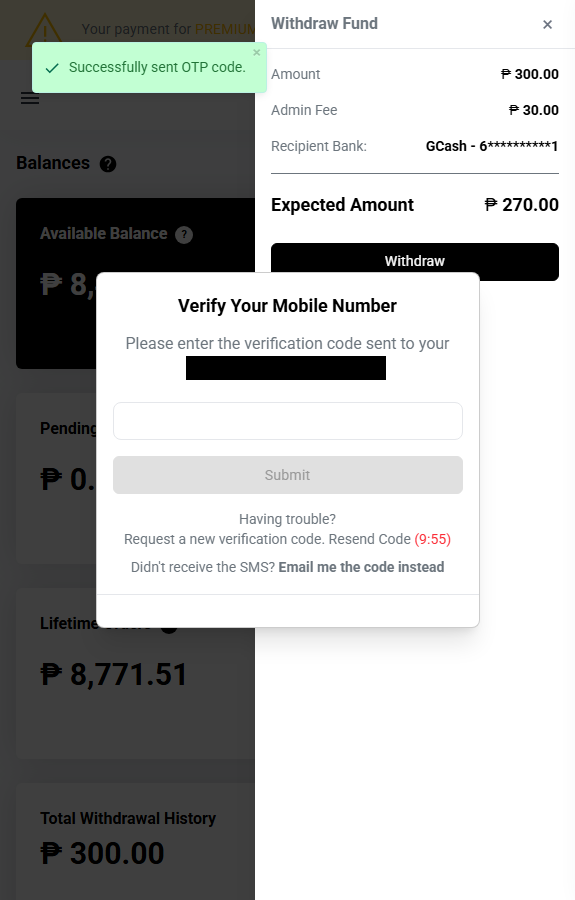 Your payment for PREMIUM
Successfully sent OTP code.
Balances
Available Balance
₱ 8,
Pending
₱ 0.
Lifetime
₱ 8,771.51
Total Withdrawal History
₱ 300.00
Withdraw Fund
Amount ₱ 300.00
Admin Fee ₱ 30.00
Recipient Bank: GCash - 6**********1
Expected Amount ₱ 270.00
Withdraw
Verify Your Mobile Number
Please enter the verification code sent to your
Submit
Having trouble?
Request a new verification code. Resend Code (9:55)
Didn't receive the SMS? Email me the code instead